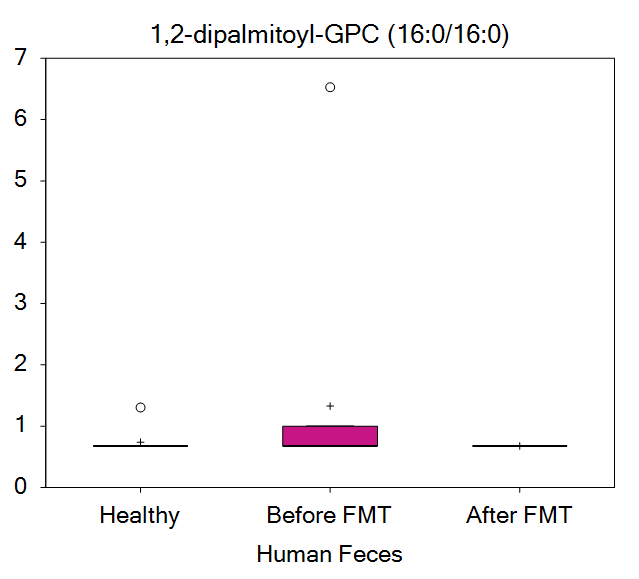 1,2-dipalmitoyl-GPC (16:0/16:0)
7
6
5
4
3
2
1
0
Healthy Before FMT After FMT
Human Feces